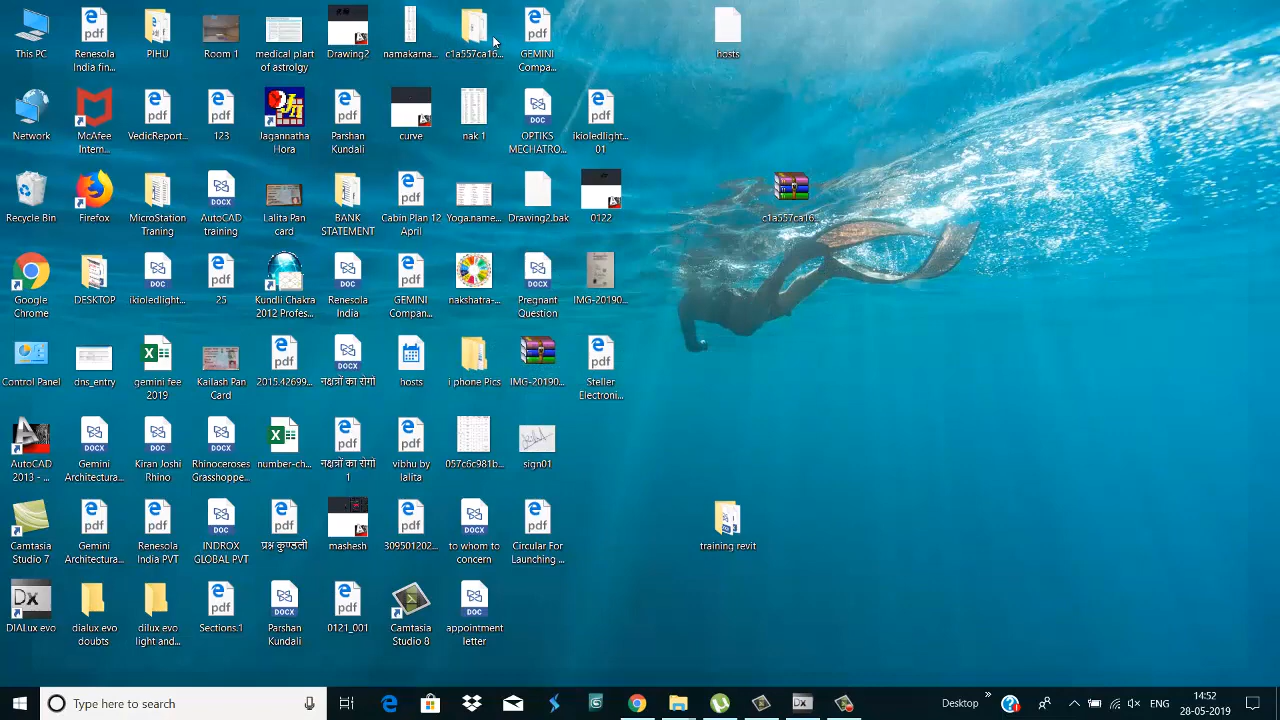 This PC
Renesola
India fin...
PIHU
Room 1
medical plart
of astrolgy
Drawing2
namakarna...
c1a557ca16...
GEMINI
Compa...
hosts
Network
McAfee
Intern...
VedicReport...
123
Jagannatha
Hora
Parshan
Kundali
curve
nak 1
OPTIKS
MECHATRO...
ikioledlight...
01
Recycle Bin
Firefox
MicroStation
Traning
AutoCAD
training
Lalita Pan
card
BANK
STATEMENT
Cabin Plan 12
April
Yoga.name...
Drawing2.bak
0122
c1a557ca16...
Google
Chrome
DESKTOP
ikioledlight...
25
Kundli Chakra
2012 Profes...
Renesola
India
GEMINI
Compan...
nakshatra-...
Pregnant
Question
IMG-20190...
Control Panel
dns_entry
gemini fee
2019
Kailash Pan
Card
2015.42699...
नक्षत्रों का रोगो
hosts
i phone Pics
IMG-20190...
Steller
Electroni...
AutoCAD
2013 - ...
Gemini
Architectura...
Kiran Joshi
Rhino
Rhinoceroses
Grasshoppe...
number-ch...
नक्षत्रों का रोगो
1
vibhu by
lalita
057c6c981b...
sign01
Camtasia
Studio 7
Gemini
Architectura...
Renesola
India PVT
INDROX
GLOBAL PVT
प्रश्न कुण्डली
mashesh
309501202...
to whom to
concern
Circular For
Launching ...
training revit
DIALux evo
dialux evo
doubts
dilux evo
light and...
Sections.1
Parshan
Kundali
0121_001
Camtasia
Studio 8
appointment
letter
Type here to search
Desktop
»
ENG
14:52
28-05-2019